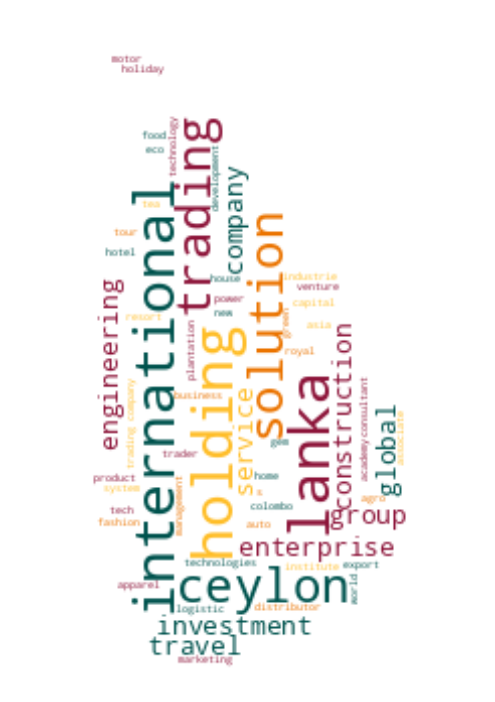 motor
holiday
technology
trading
food
eco
development
company
international
tea
solution
tour
hotel
house
industrie
venture
engineering
power
capital
new
green
resort
asia
plantation
holding
construction
royal
lanka
trading company
business
service
academy
consultant
global
associate
gem
trader
product
system
home
s
management
agro
colombo
tech
fashion
auto
group
enterprise
technologies
institute
export
world
ceylon
apparel
logistic
distributor
investment
travel
marketing